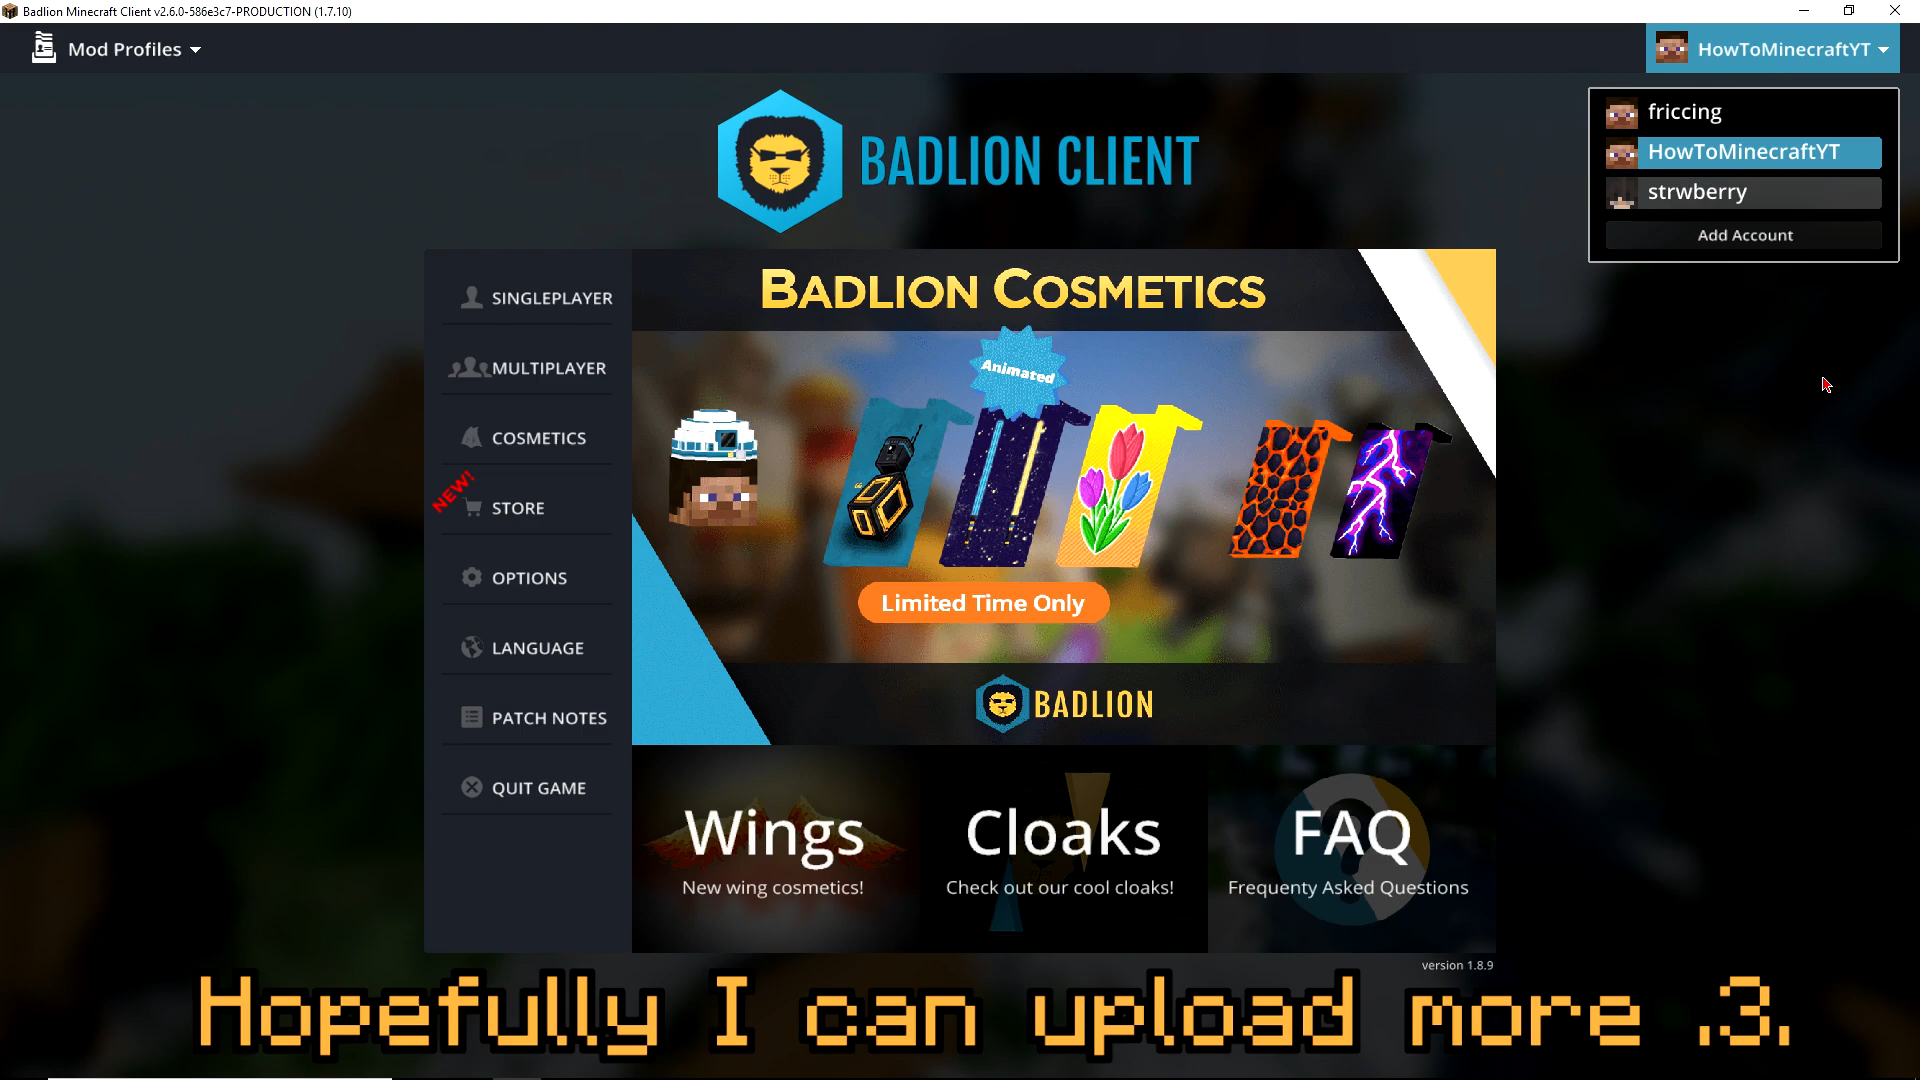 Badlion Minecraft Client v2.6.0-586e3c7-PRODUCTION (1.7.10)
Mod Profiles
HowToMinecraftYT
friccing
HowToMinecraftYT
strwberry
Add Account
BADLION CLIENT
SINGLEPLAYER
MULTIPLAYER
COSMETICS
NEW!
STORE
OPTIONS
LANGUAGE
PATCH NOTES
QUIT GAME
BADLION COSMETICS
Animated
Limited Time Only
BADLION
Wings
New wing cosmetics!
Cloaks
Check out our cool cloaks!
FAQ
Frequenty Asked Questions
version 1.8.9
Hopefully I can upload more .3.